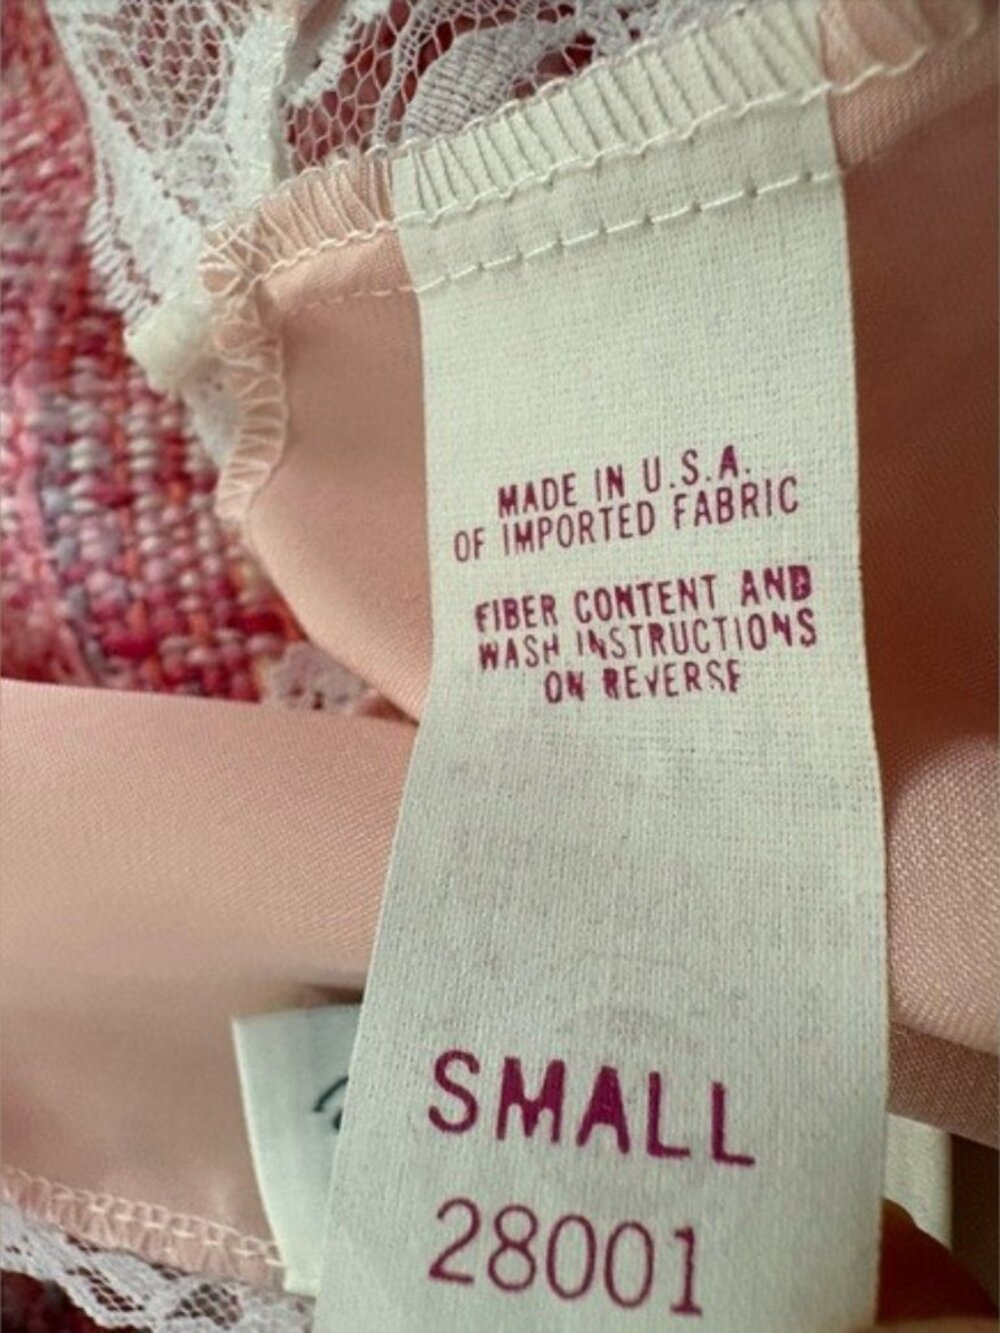 MADE IN U.S.A.
OF IMPORTED FABRIC
FIBER CONTENT AND
WASH INSTRUCTIONS
ON REVERSE
SMALL
28001